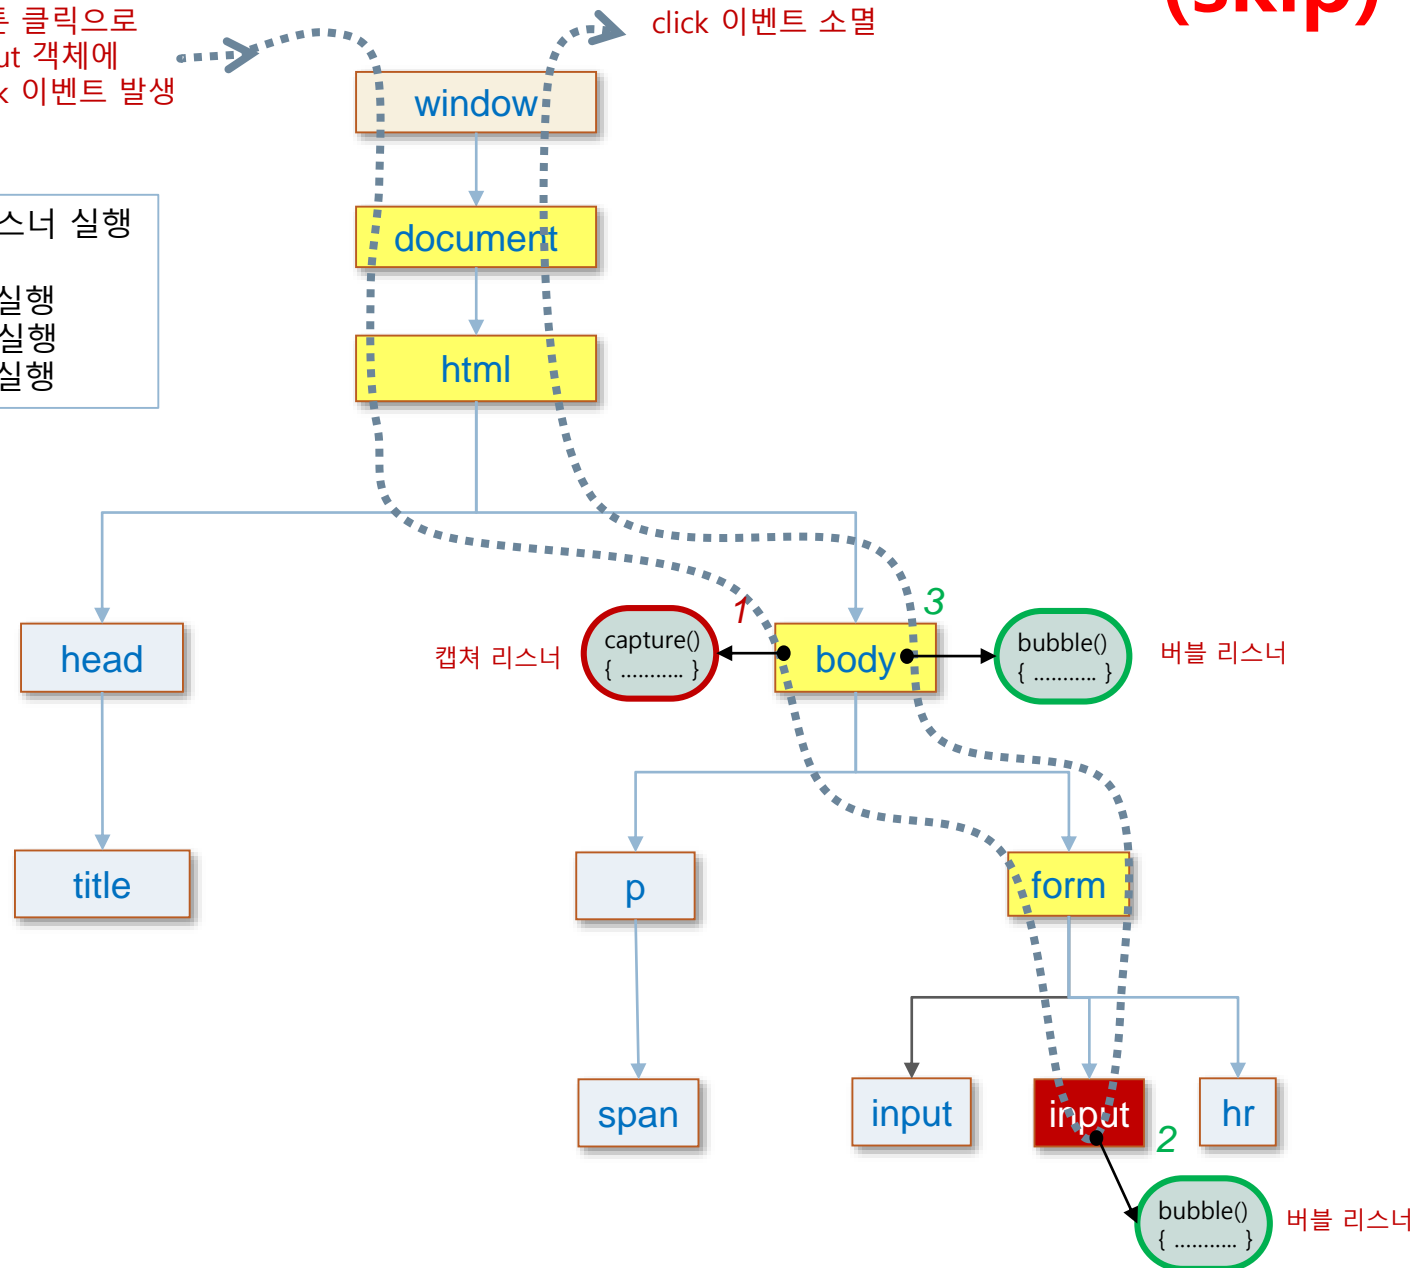 (skip)
클릭으로
객체에
이벤트 발생
click 이벤트 소멸
window
스너 실행
document
실행
실행
실행
html
head
캡쳐 리스너
capture()
{ ........... }
1
body
3
bubble()
{ ........... }
버블 리스너
title
p
form
span
input
input
2
hr
bubble()
{ ........... }
버블 리스너